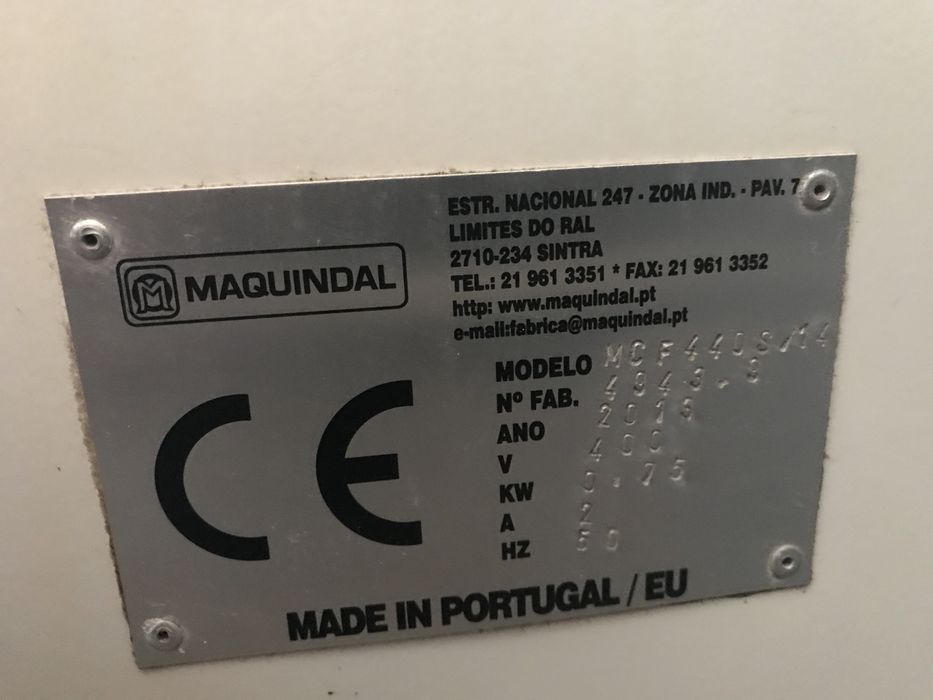 MAQUINDAL
ESTR. NACIONAL 247 - ZONA IND. - PAV. 7
LIMITES DO RAL
2710-234 SINTRA
TEL.: 21 961 3351 * FAX: 21 961 3352
http: www.maquindal.pt
e-mail:fabrica@maquindal.pt
MODELO MCF440S/14
Nº FAB.
ANO
V 400
KW 0.75
A 2
HZ 50
CE
MADE IN PORTUGAL / EU